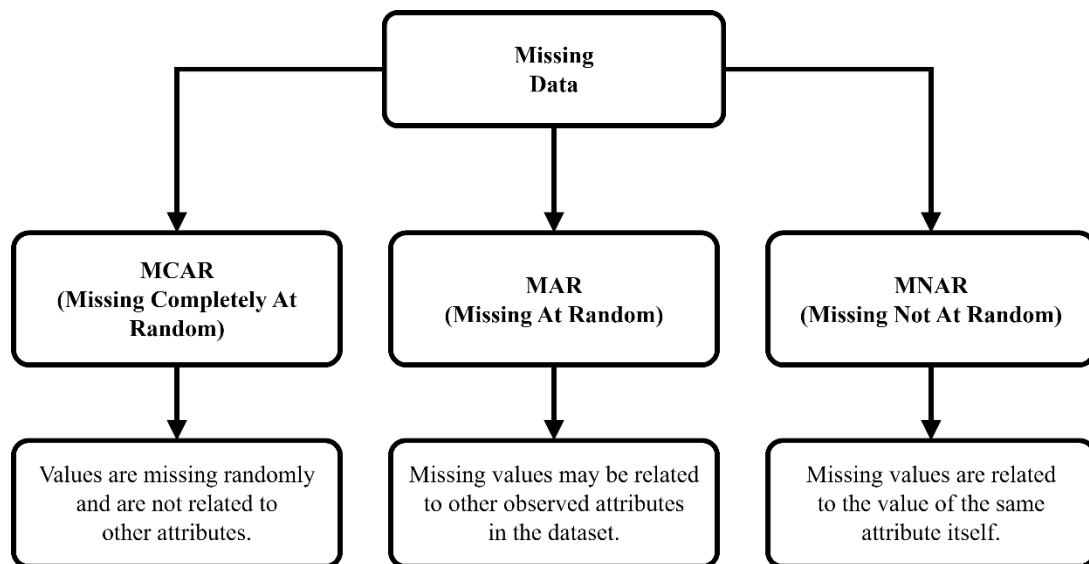 Missing
Data
MCAR
(Missing Completely At
Random)
MAR
(Missing At Random)
MNAR
(Missing Not At Random)
Values are missing randomly
and are not related to
other attributes.
Missing values may be related
to other observed attributes
in the dataset.
Missing values are related
to the value of the same
attribute itself.